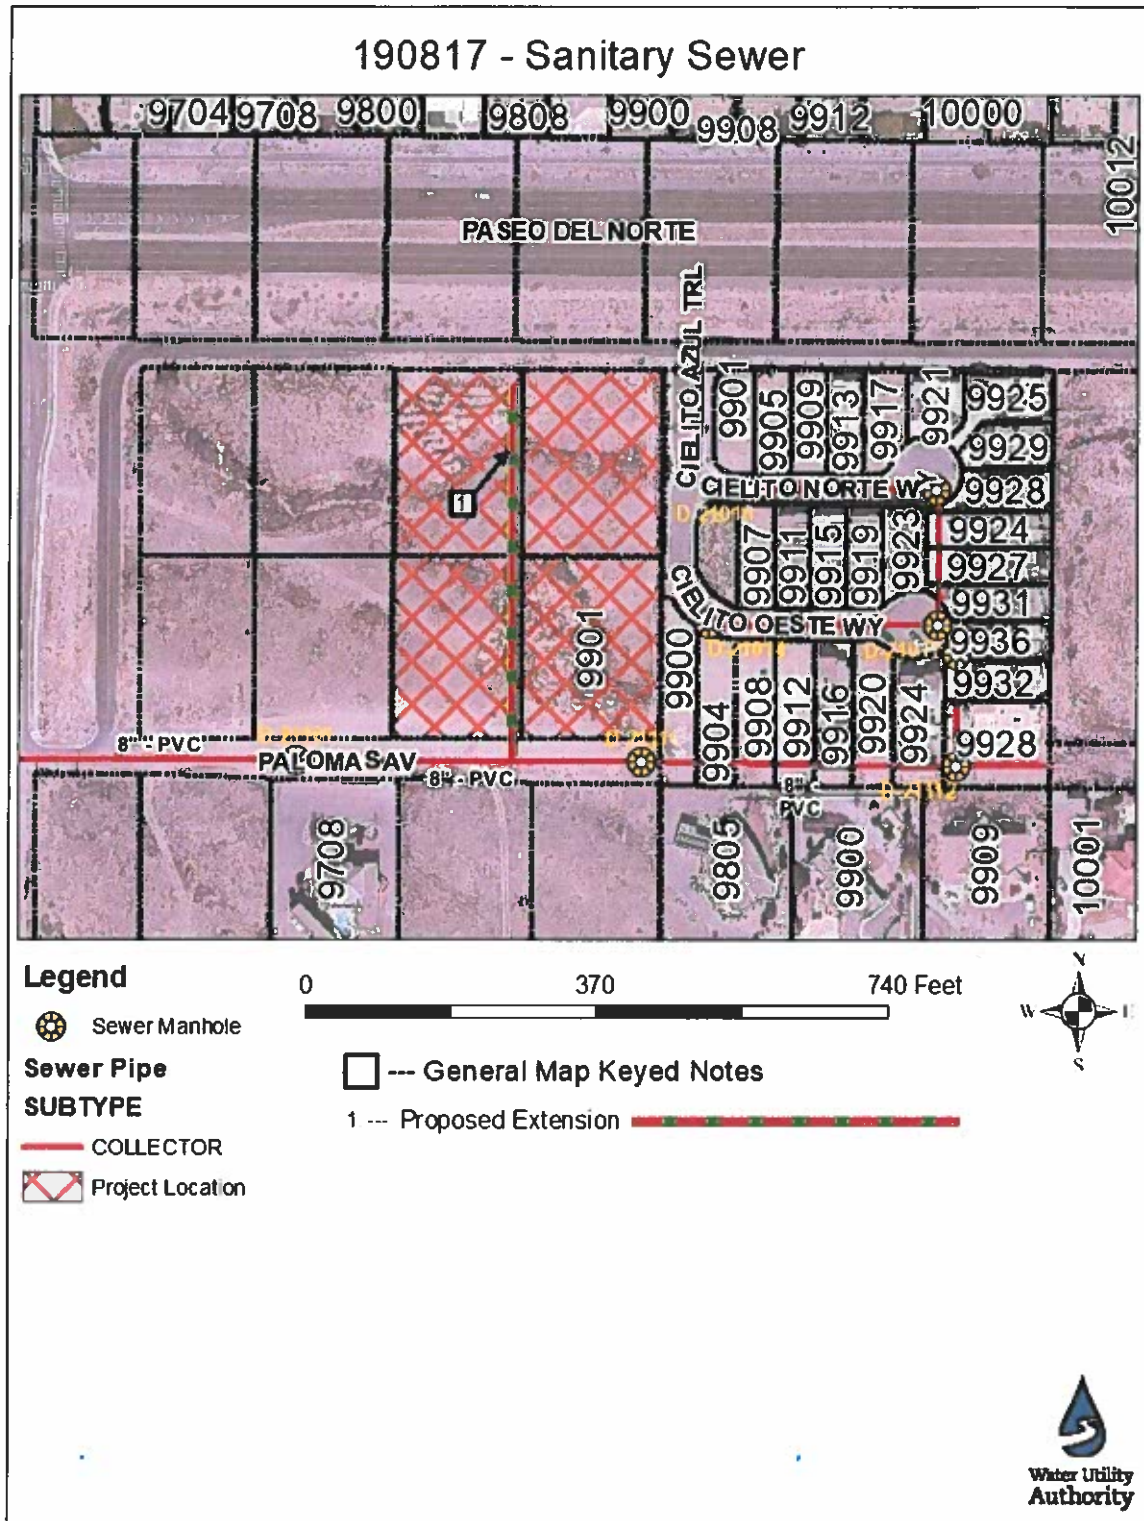 190817 - Sanitary Sewer
9704 9708 9800 9808 9900 9908 9912 10000
10012
PASEO DEL NORTE
CIELITO AZUL TRL
9901 9905 9909 9913 9917 9921 9925
9929
1
CIELITO NORTE WY
9928
9907 9911 9915 9919 9923 9924
9927
9931
CIELITO OESTE WY
9936
9901
9900 9904 9908 9912 9916 9920 9924 9932
9928
8" - PVC
PALOMAS AV
8" - PVC
8" -
PVC
9708 9805 9900 9909 10001
Legend
0 370 740 Feet
Sewer Manhole
W
S
Sewer Pipe
--- General Map Keyed Notes
SUBTYPE
1 --- Proposed Extension
COLLECTOR
Project Location
Water Utility
Authority